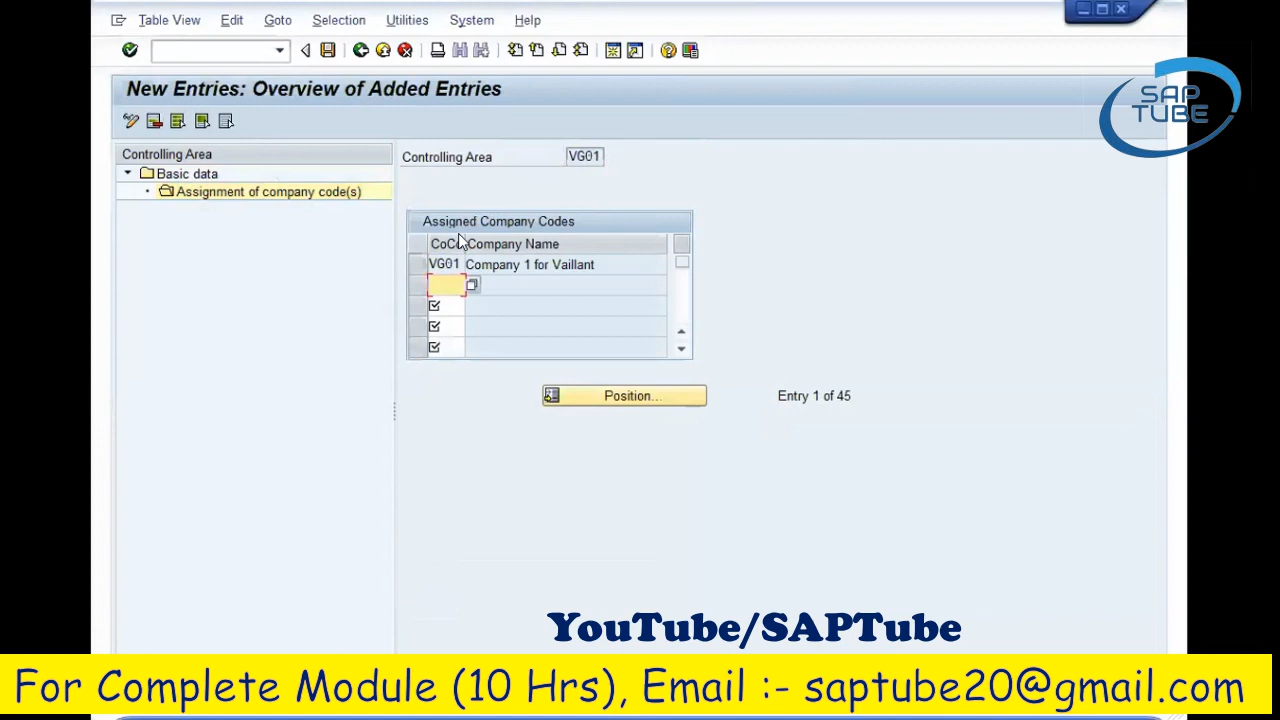 Table View Edit Goto Selection Utilities System Help
SAP
TUBE
New Entries: Overview of Added Entries
Controlling Area
Basic data
Assignment of company code(s)
Controlling Area VG01
Assigned Company Codes
CoCd Company Name
VG01 Company 1 for Vaillant
Position...
Entry 1 of 45
YouTube/SAPTube
For Complete Module (10 Hrs), Email :- saptube20@gmail.com